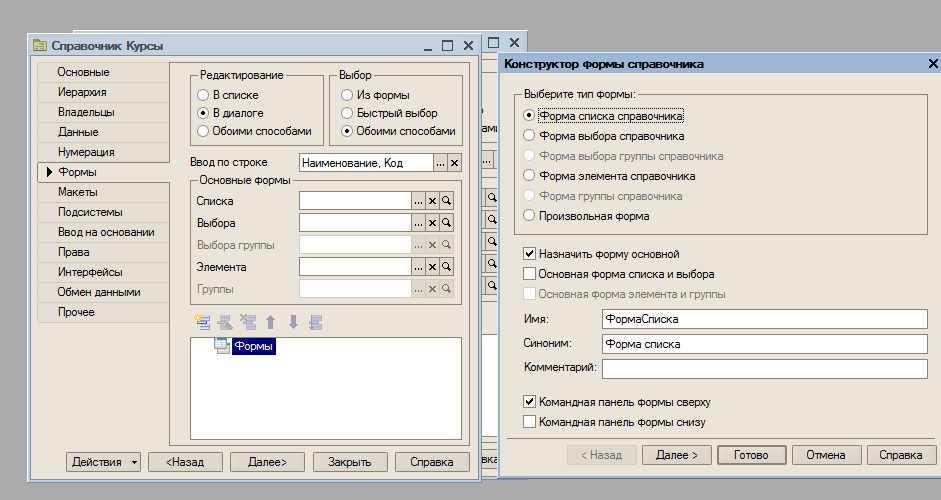 Справочник Курсы
Основные
Иерархия
Владельцы
Данные
Нумерация
Формы
Макеты
Подсистемы
Ввод на основании
Права
Интерфейсы
Обмен данными
Прочее
Редактирование
В списке
В диалоге
Обоими способами
Выбор
Из формы
Быстрый выбор
Обоими способами
Ввод по строке
Наименование, Код
Основные формы
Списка
Выбора
Выбора группы
Элемента
Группы
Формы
Действия
<Назад
Далее>
Закрыть
Справка
Конструктор формы справочника
Выберите тип формы:
Форма списка справочника
Форма выбора справочника
Форма выбора группы справочника
Форма элемента справочника
Форма группы справочника
Произвольная форма
Назначить форму основной
Основная форма списка и выбора
Основная форма элемента и группы
Имя: ФормаСписка
Синоним: Форма списка
Комментарий:
Командная панель формы сверху
Командная панель формы снизу
< Назад
Далее >
Готово
Отмена
Справка